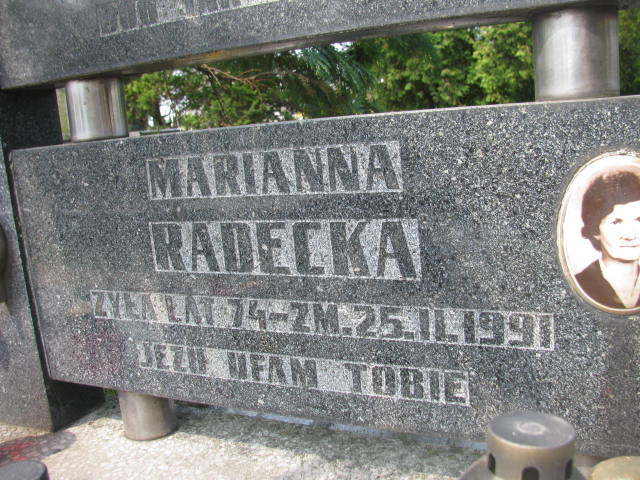 MARIANNA
RADECKA
ŻYŁA LAT 74-ZM.25.II.1991
JEZU UFAM TOBIE